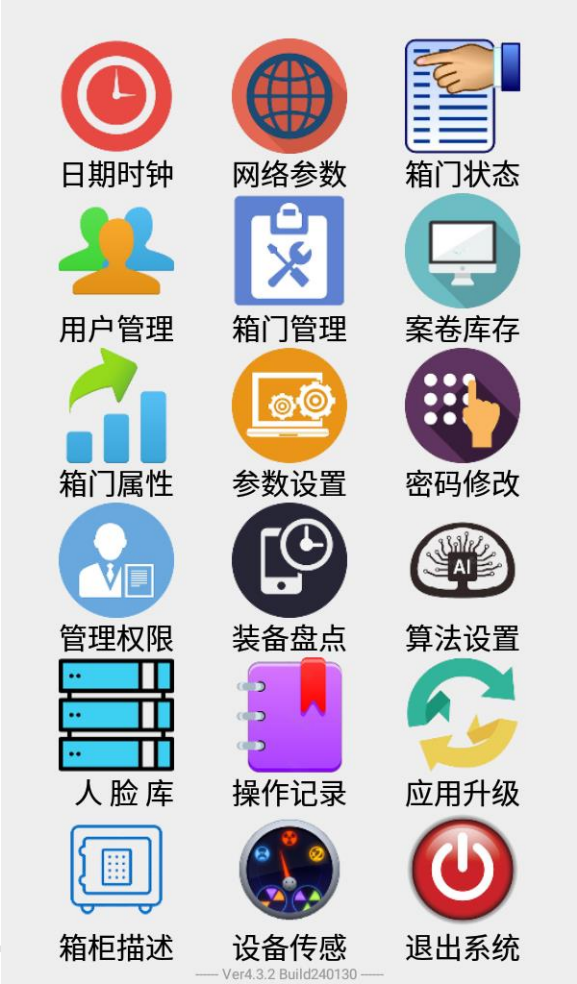 日期时钟 网络参数 箱门状态
用户管理 箱门管理 案卷库存
箱门属性 参数设置 密码修改
管理权限 装备盘点 AI 算法设置
人脸库 操作记录 应用升级
箱柜描述 设备传感 退出系统
Ver4.3.2 Build240130